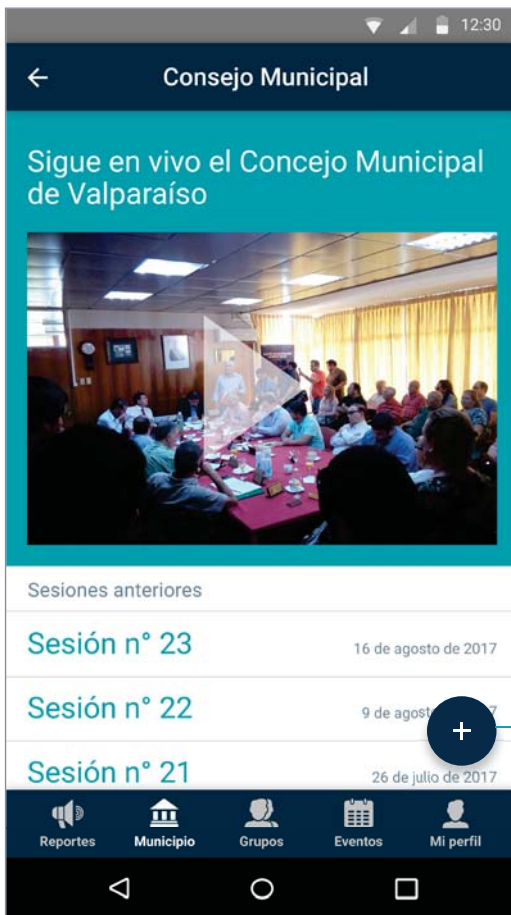 12:30
Consejo Municipal
Sigue en vivo el Concejo Municipal
de Valparaíso
Sesiones anteriores
Sesión n° 23 16 de agosto de 2017
Sesión n° 22 9 de 7
+
Sesión n° 21 26 de julio de 2017
Reportes Municipio Grupos Eventos Mi perfil